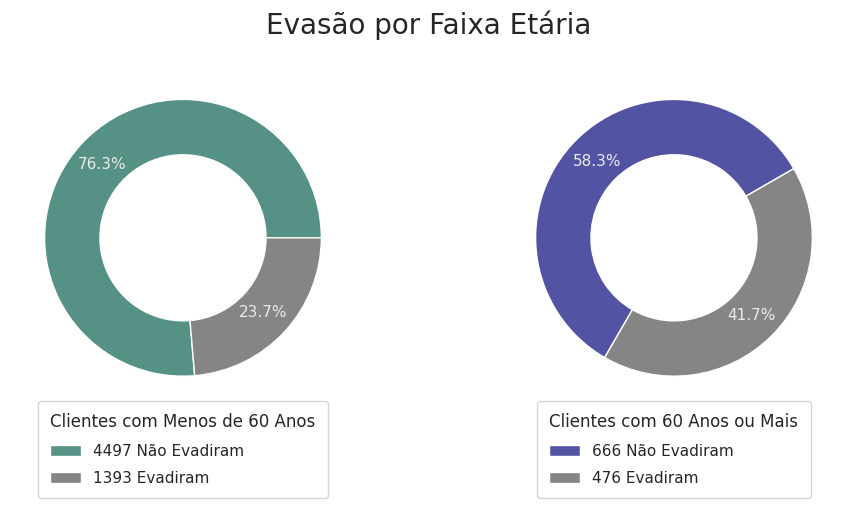 Evasão por Faixa Etária
76.3%
23.7%
Clientes com Menos de 60 Anos
4497 Não Evadiram
1393 Evadiram
58.3%
41.7%
Clientes com 60 Anos ou Mais
666 Não Evadiram
476 Evadiram